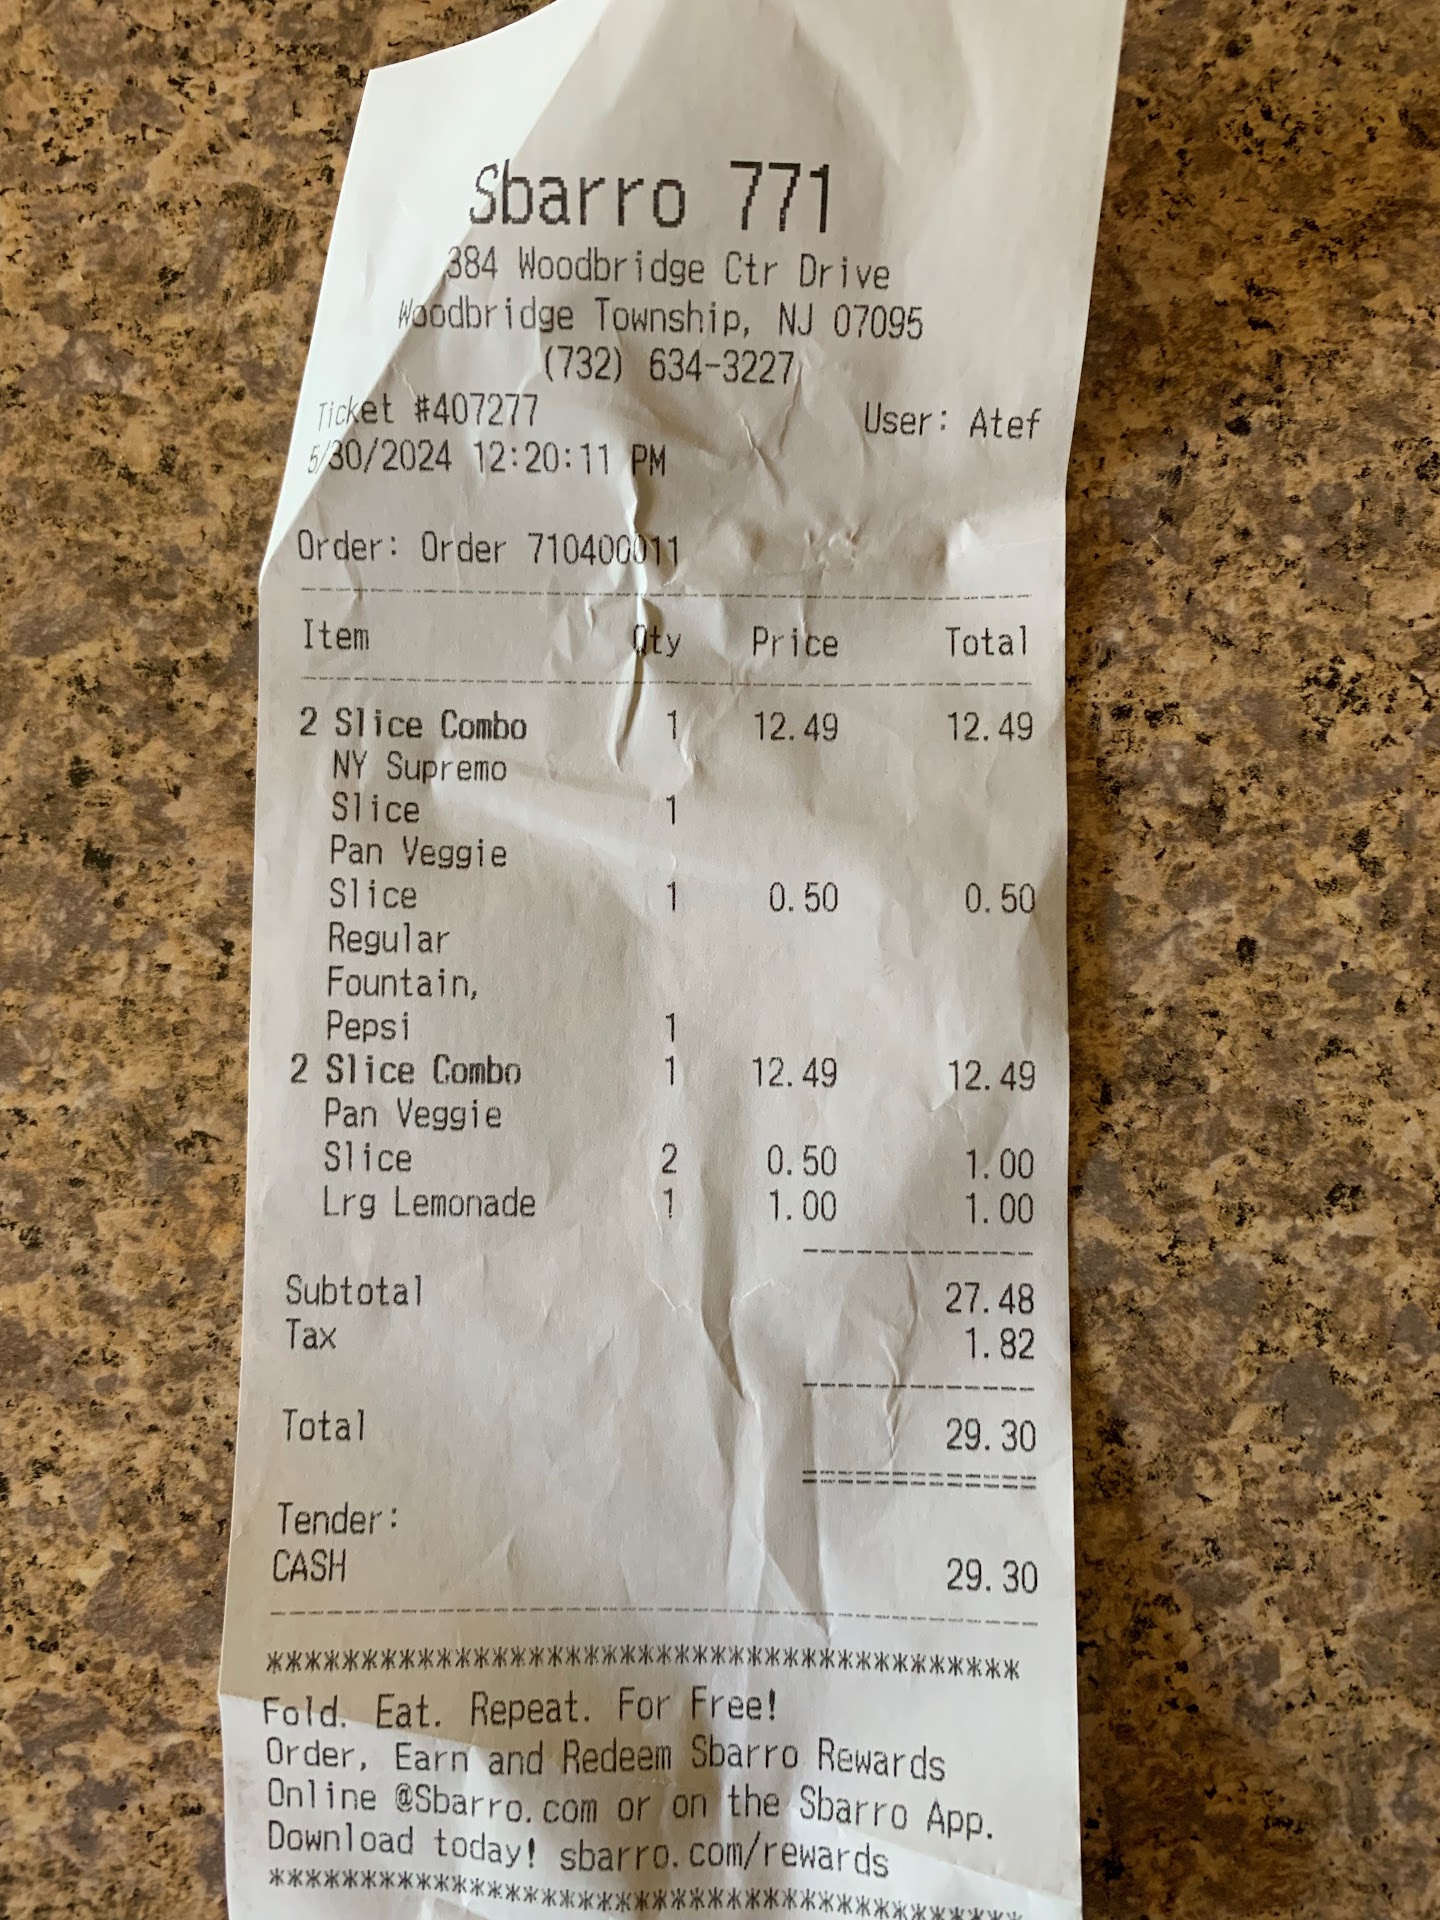 Sbarro 771
384 Woodbridge Ctr Drive
Woodbridge Township, NJ 07095
(732) 634-3227
Ticket #407277 User: Atef
5/30/2024 12:20:11 PM
Order: Order 710400011
Item Qty Price Total
2 Slice Combo 1 12.49 12.49
NY Supremo
Slice 1
Pan Veggie
Slice 1 0.50 0.50
Regular
Fountain,
Pepsi 1
2 Slice Combo 1 12.49 12.49
Pan Veggie
Slice 2 0.50 1.00
Lrg Lemonade 1 1.00 1.00
Subtotal 27.48
Tax 1.82
Total 29.30
Tender:
CASH 29.30
*****************************************
Fold. Eat. Repeat. For Free!
Order, Earn and Redeem Sbarro Rewards
Online @Sbarro.com or on the Sbarro App.
Download today! sbarro.com/rewards
*****************************************